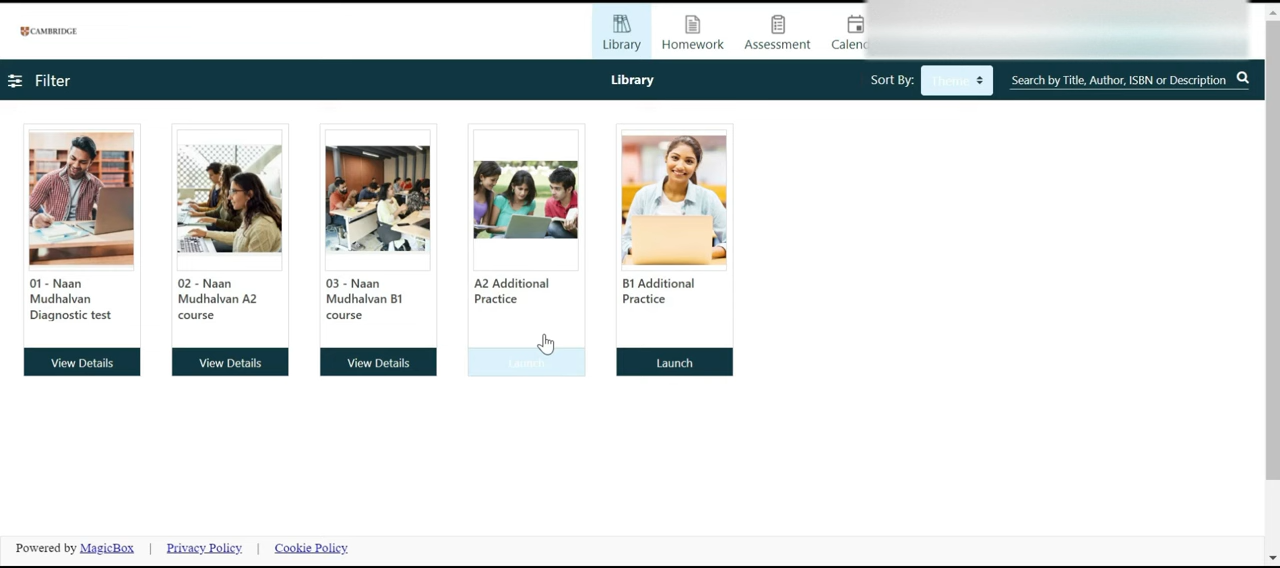 CAMBRIDGE
Library
Homework
Assessment
Filter
Library
Sort By:
Search by Title, Author, ISBN or Description
01 - Naan
Mudhalvan
Diagnostic test
View Details
02 - Naan
Mudhalvan A2
course
View Details
03 - Naan
Mudhalvan B1
course
View Details
A2 Additional
Practice
Launch
B1 Additional
Practice
Launch
Powered by MagicBox | Privacy Policy | Cookie Policy